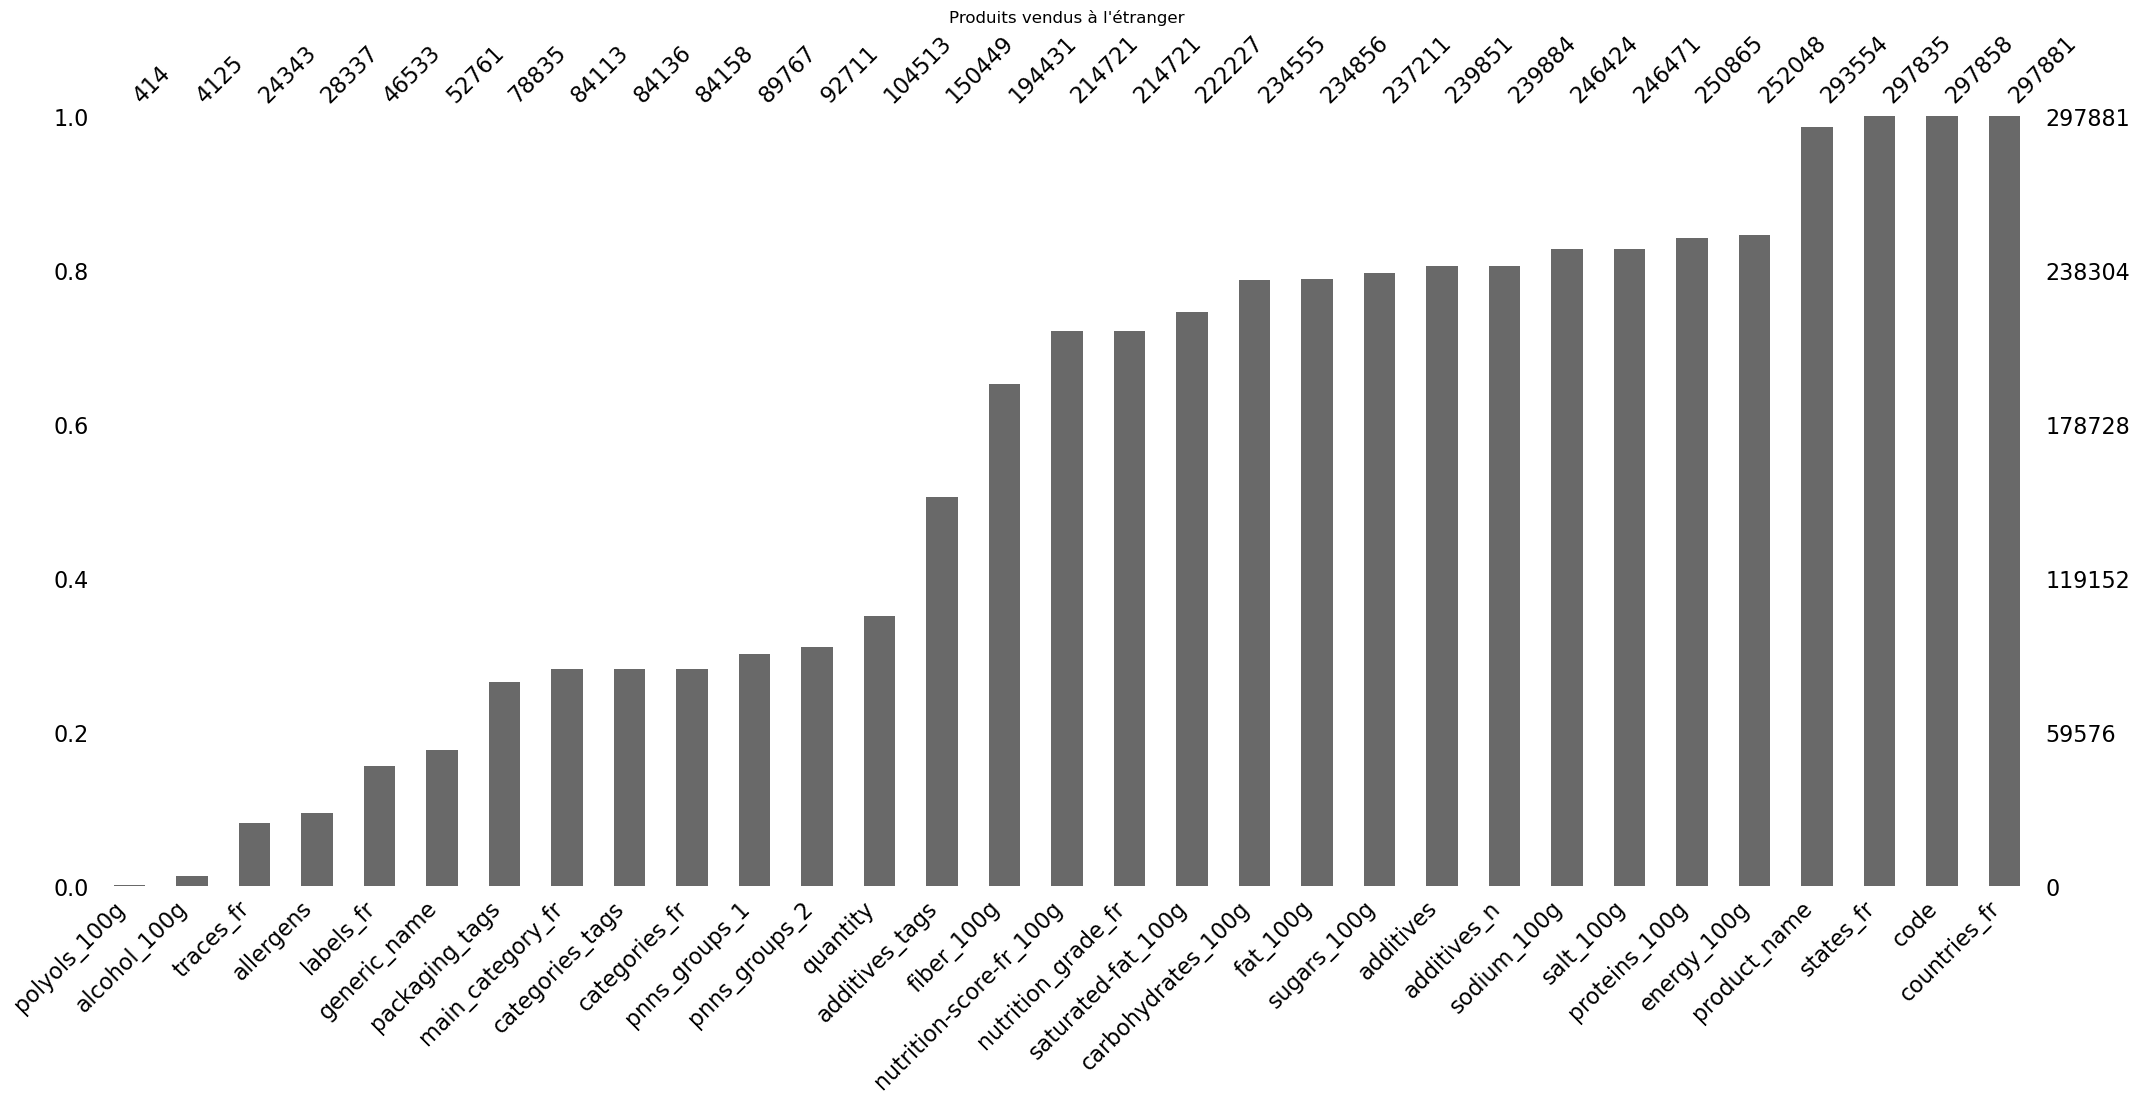 Produits vendus à l'étranger
414
4125
24343
28337
46533
52761
78835
84113
84136
84158
89767
92711
104513
150449
194431
214721
214721
222227
234555
234856
237211
239851
239884
246424
246471
250865
252048
293554
297835
297858
297881
1.0
297881
0.8
238304
0.6
178728
0.4
119152
0.2
59576
0.0
0
polyols_100g
alcohol_100g
traces_fr
allergens
labels_fr
generic_name
packaging_tags
main_category_fr
categories_tags
categories_fr
pnns_groups_1
pnns_groups_2
quantity
additives_tags
fiber_100g
nutrition-score-fr_100g
nutrition_grade_fr
saturated-fat_100g
carbohydrates_100g
fat_100g
sugars_100g
additives
additives_n
sodium_100g
salt_100g
proteins_100g
energy_100g
product_name
states_fr
code
countries_fr